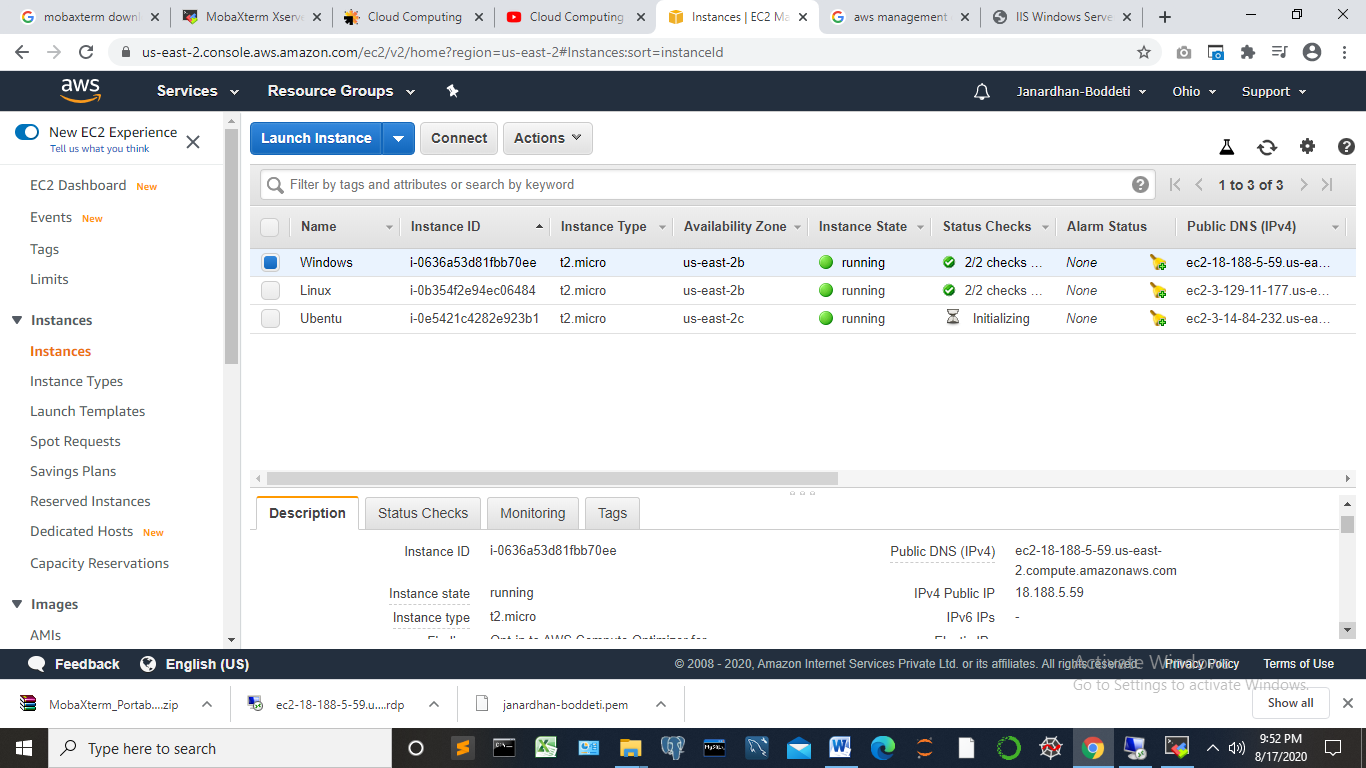 mobaxterm downl
MobaXterm Xserve
Cloud Computing
Cloud Computing
Instances | EC2 Ma
aws management
IIS Windows Serve
us-east-2.console.aws.amazon.com/ec2/v2/home?region=us-east-2#Instances:sort=instanceId
aws
Services
Resource Groups
Janardhan-Boddeti
Ohio
Support
New EC2 Experience
Tell us what you think
EC2 Dashboard New
Events New
Tags
Limits
Instances
Instances
Instance Types
Launch Templates
Spot Requests
Savings Plans
Reserved Instances
Dedicated Hosts New
Capacity Reservations
Images
AMIs
Launch Instance
Connect
Actions
Filter by tags and attributes or search by keyword
1 to 3 of 3
Name Instance ID Instance Type Availability Zone Instance State Status Checks Alarm Status Public DNS (IPv4)
Windows i-0636a53d81fbb70ee t2.micro us-east-2b running 2/2 checks ... None ec2-18-188-5-59.us-ea...
Linux i-0b354f2e94ec06484 t2.micro us-east-2b running 2/2 checks ... None ec2-3-129-11-177.us-e...
Ubentu i-0e5421c4282e923b1 t2.micro us-east-2c running Initializing None ec2-3-14-84-232.us-ea...
Description
Status Checks
Monitoring
Tags
Instance ID i-0636a53d81fbb70ee
Instance state running
Instance type t2.micro
Finding Opt-in to AWS Compute Optimizer for
Public DNS (IPv4) ec2-18-188-5-59.us-east-
2.compute.amazonaws.com
IPv4 Public IP 18.188.5.59
IPv6 IPs -
Elastic IPs
Feedback
English (US)
© 2008 - 2020, Amazon Internet Services Private Ltd. or its affiliates. All rights reserved.
Privacy Policy
Terms of Use
Activate Windows
Go to Settings to activate Windows.
MobaXterm_Portab....zip
ec2-18-188-5-59.u....rdp
janardhan-boddeti.pem
Show all
Type here to search
9:52 PM
8/17/2020